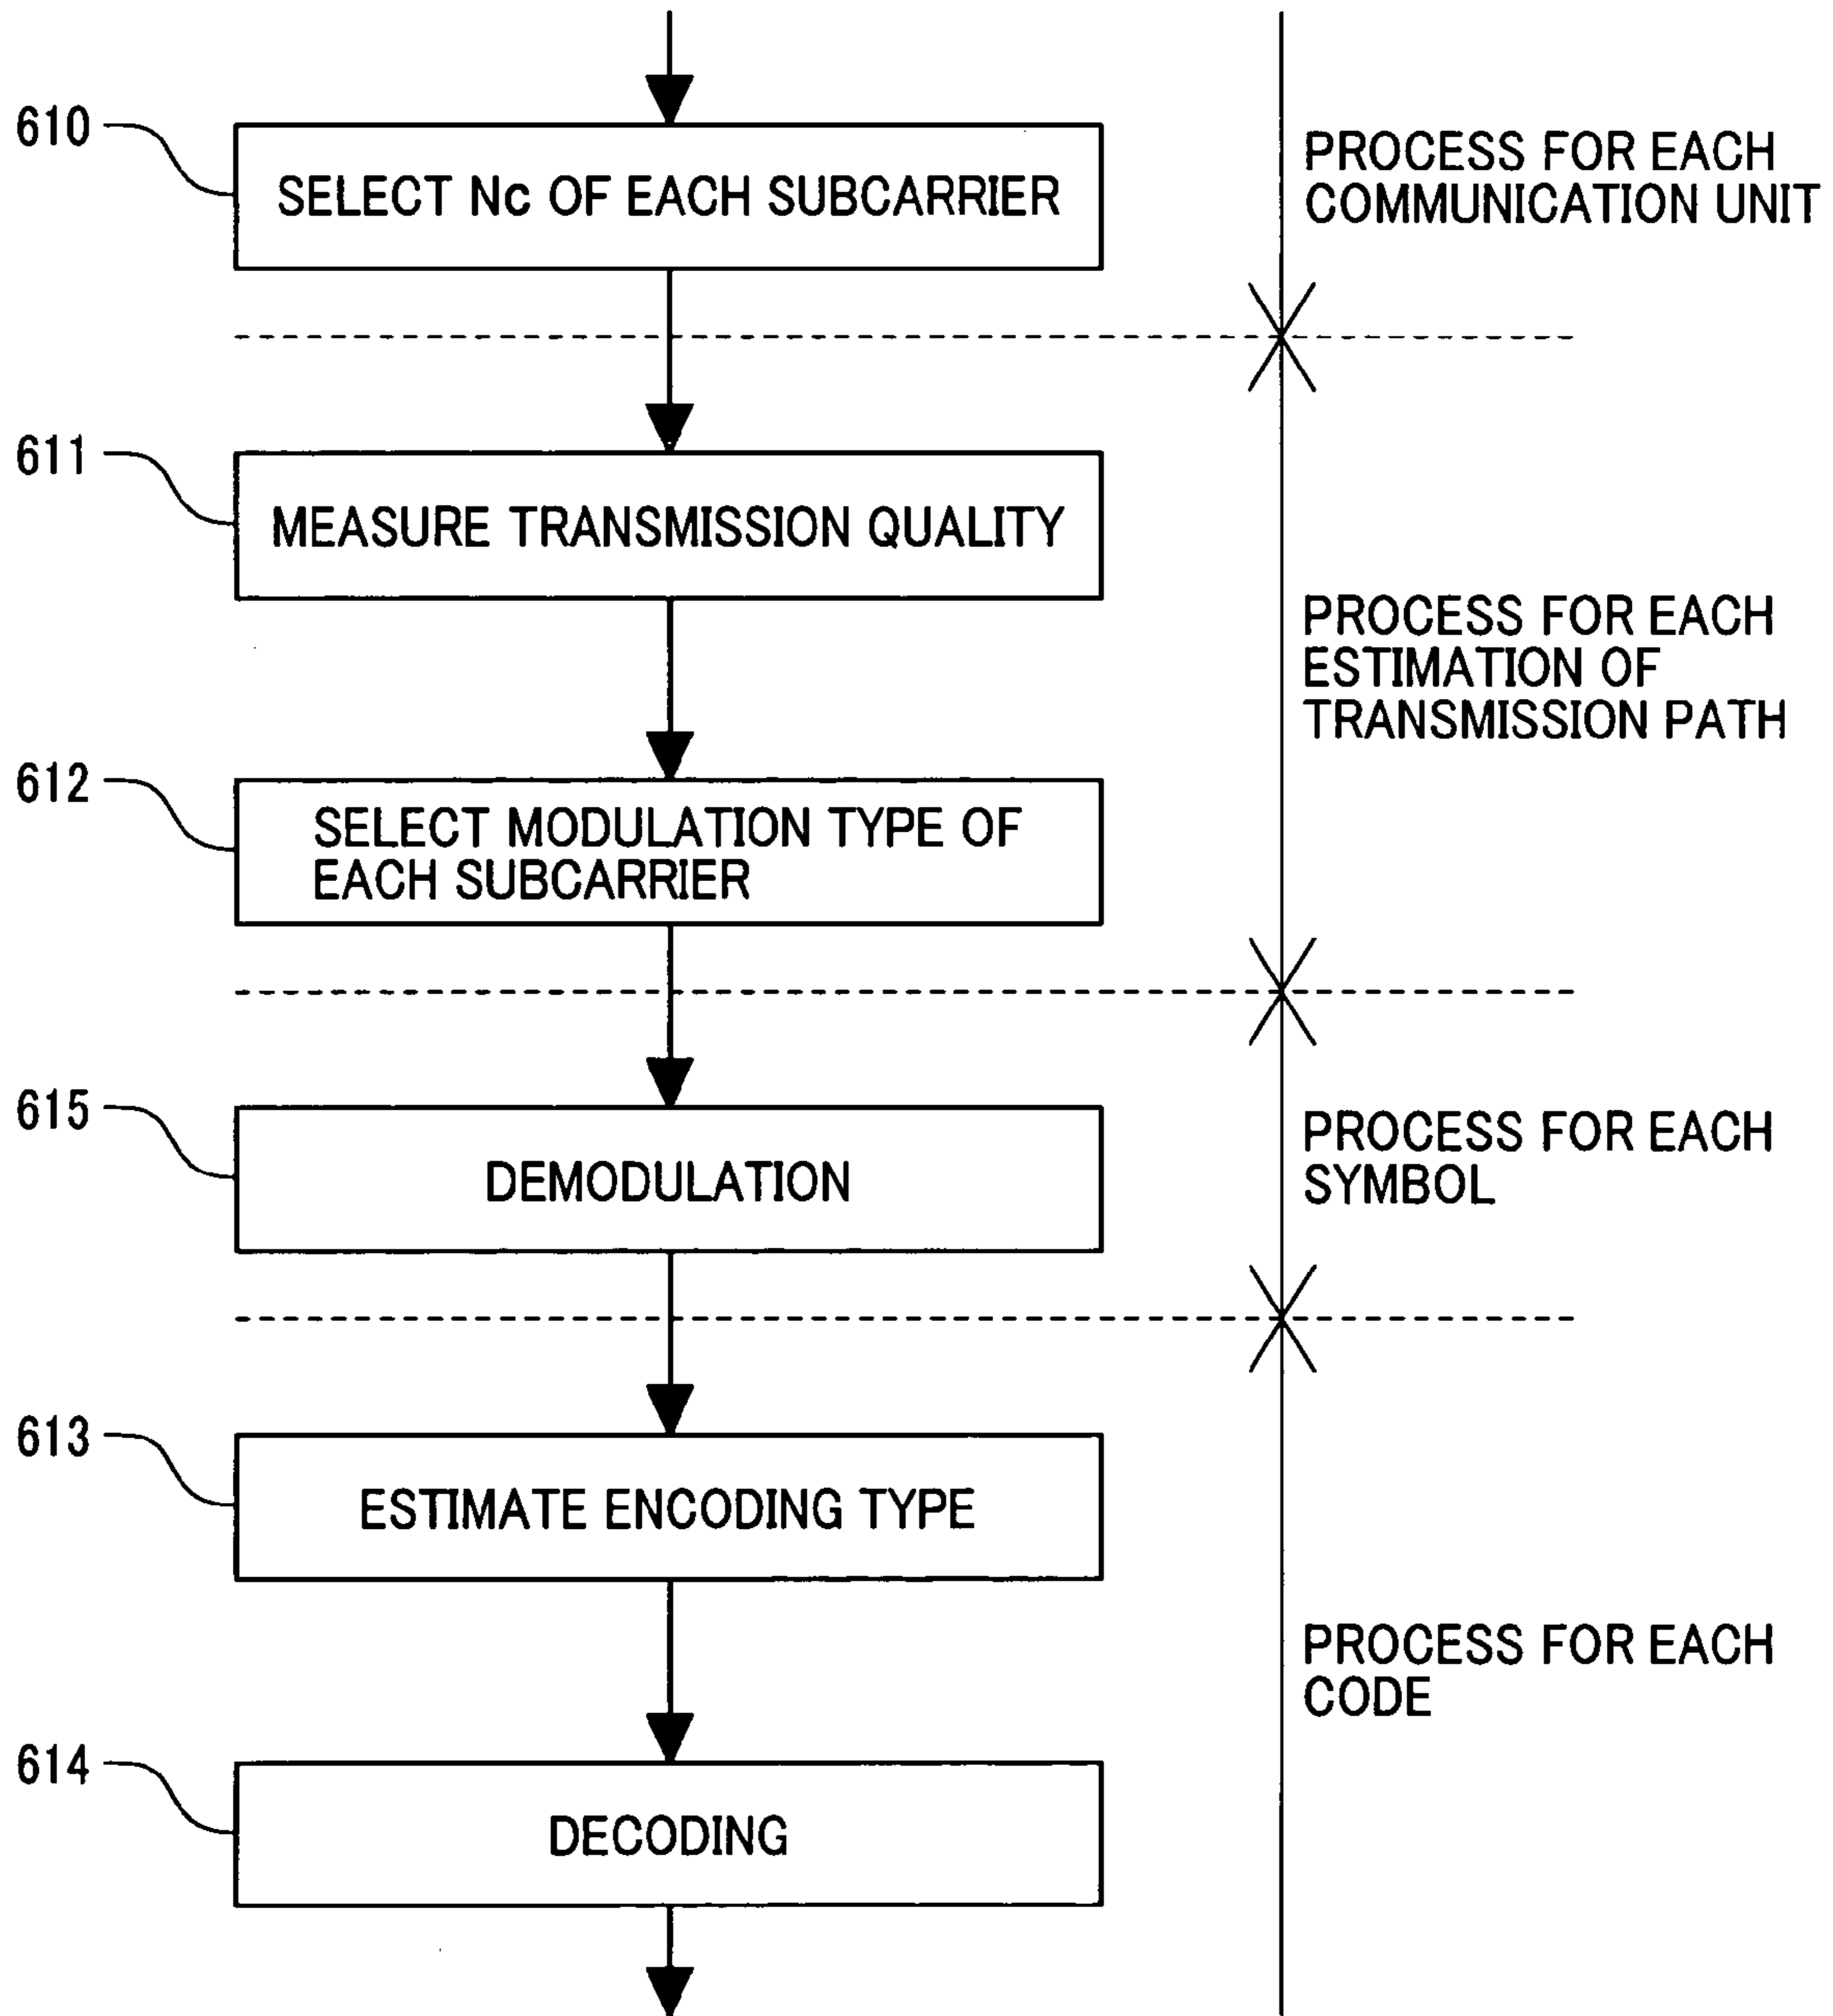 610
SELECT Nc OF EACH SUBCARRIER
PROCESS FOR EACH
COMMUNICATION UNIT
611
MEASURE TRANSMISSION QUALITY
PROCESS FOR EACH
ESTIMATION OF
TRANSMISSION PATH
612
SELECT MODULATION TYPE OF
EACH SUBCARRIER
615
DEMODULATION
PROCESS FOR EACH
SYMBOL
613
ESTIMATE ENCODING TYPE
PROCESS FOR EACH
CODE
614
DECODING